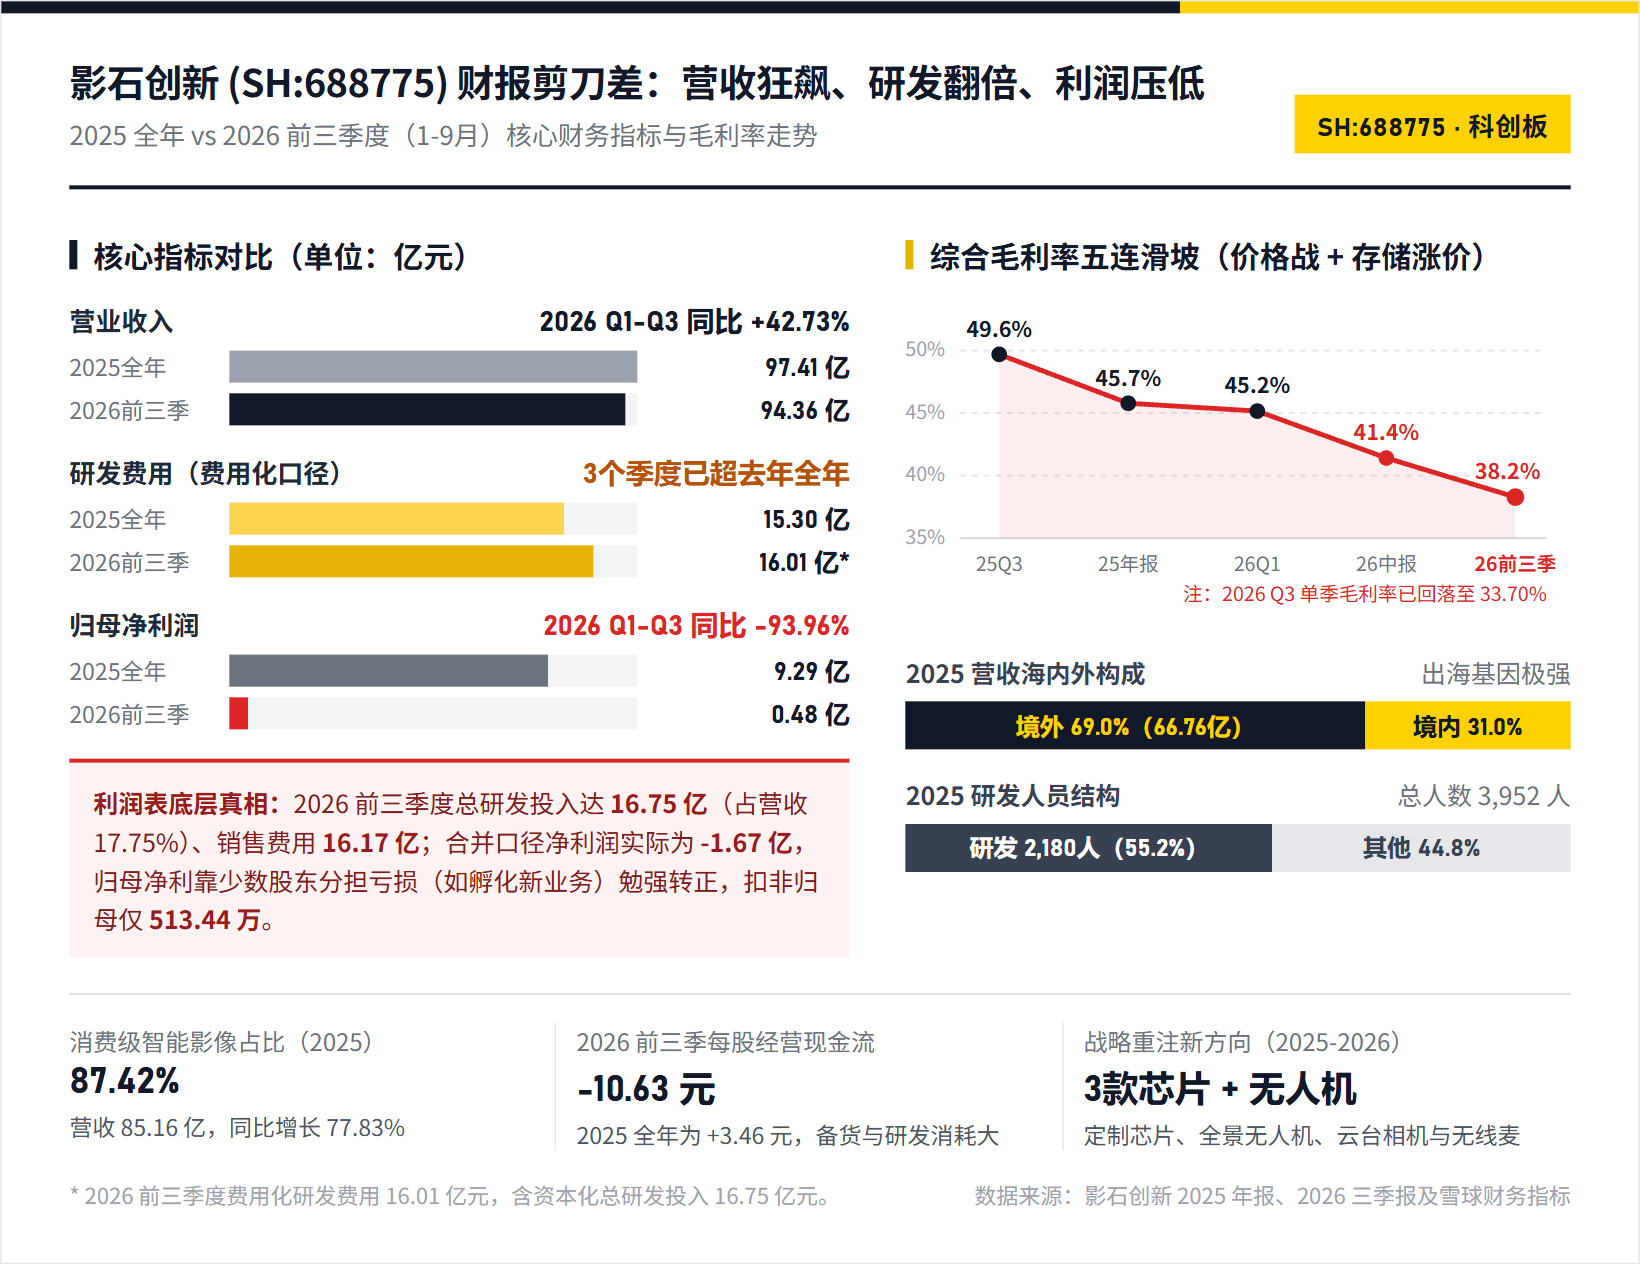 影石创新 (SH:688775) 财报剪刀差：营收狂飙、研发翻倍、利润压低
2025 全年 vs 2026 前三季度（1-9月）核心财务指标与毛利率走势
SH:688775 · 科创板
核心指标对比（单位：亿元）
营业收入
2026 Q1-Q3 同比 +42.73%
2025全年
97.41 亿
2026前三季
94.36 亿
研发费用（费用化口径）
3个季度已超去年全年
2025全年
15.30 亿
2026前三季
16.01 亿*
归母净利润
2026 Q1-Q3 同比 -93.96%
2025全年
9.29 亿
2026前三季
0.48 亿
利润表底层真相：2026 前三季度总研发投入达 16.75 亿（占营收
17.75%）、销售费用 16.17 亿；合并口径净利润实际为 -1.67 亿，
归母净利靠少数股东分担亏损（如孵化新业务）勉强转正，扣非归
母仅 513.44 万。
综合毛利率五连滑坡（价格战 + 存储涨价）
50%
45%
40%
35%
49.6%
45.7%
45.2%
41.4%
38.2%
25Q3
25年报
26Q1
26中报
26前三季
注：2026 Q3 单季毛利率已回落至 33.70%
2025 营收海内外构成
出海基因极强
境外 69.0%（66.76亿）
境内 31.0%
2025 研发人员结构
总人数 3,952 人
研发 2,180人（55.2%）
其他 44.8%
消费级智能影像占比（2025）
87.42%
营收 85.16 亿，同比增长 77.83%
2026 前三季每股经营现金流
-10.63 元
2025 全年为 +3.46 元，备货与研发消耗大
战略重注新方向（2025-2026）
3款芯片 + 无人机
定制芯片、全景无人机、云台相机与无线麦
* 2026 前三季度费用化研发费用 16.01 亿元，含资本化总研发投入 16.75 亿元。
数据来源：影石创新 2025 年报、2026 三季报及雪球财务指标